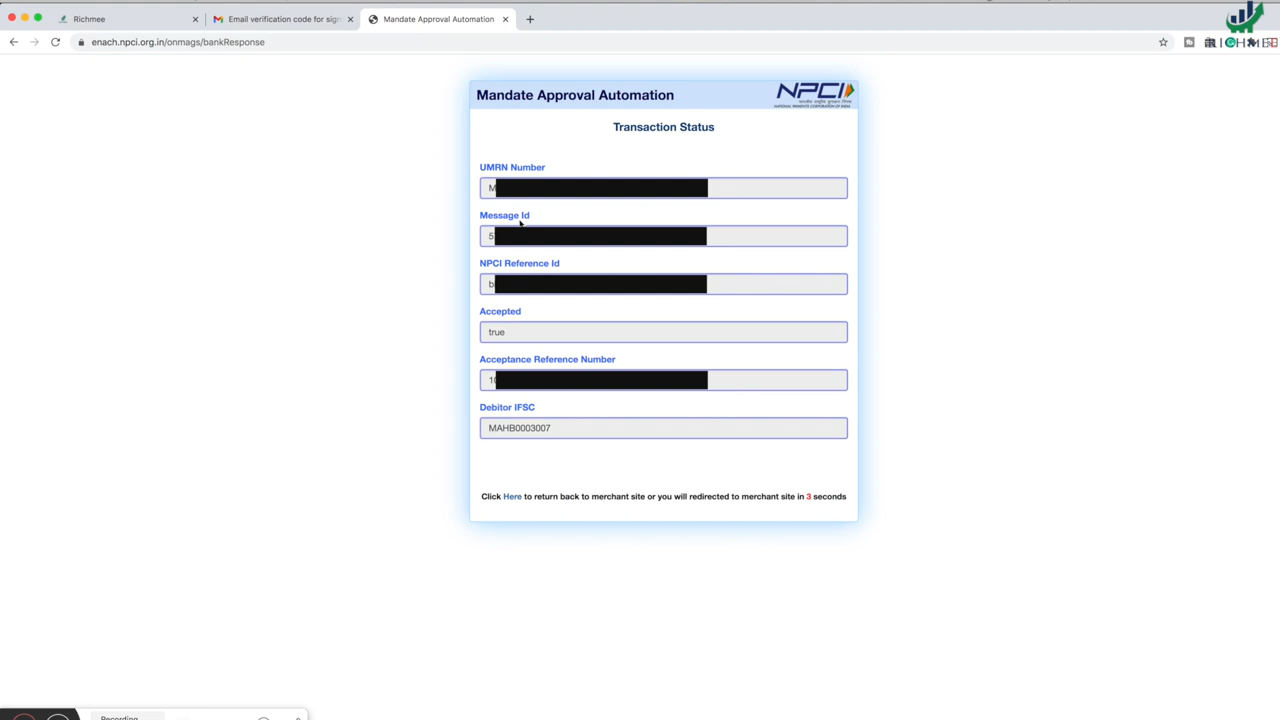 Richmee
Email verification code for sign
Mandate Approval Automation
enach.npci.org.in/onmags/bankResponse
Mandate Approval Automation
NPCI
Transaction Status
UMRN Number
M
Message Id
5
NPCI Reference Id
b
Accepted
true
Acceptance Reference Number
10
Debitor IFSC
MAHB0003007
Click Here to return back to merchant site or you will redirected to merchant site in 3 seconds
Recording